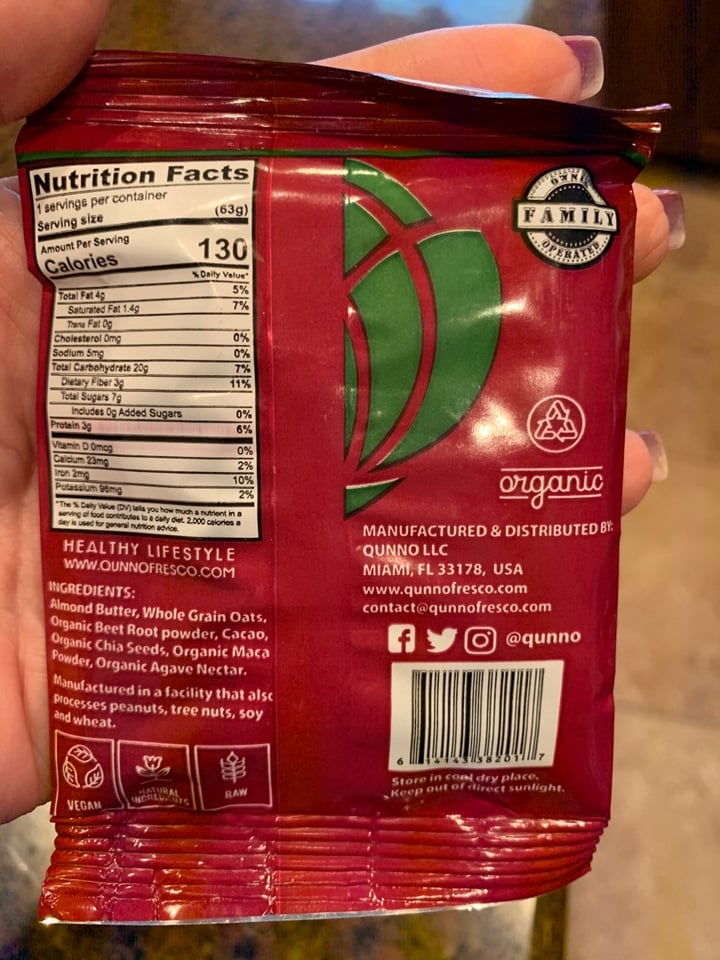 Nutrition Facts
1 servings per container
Serving size (63g)
Amount Per Serving
Calories 130
% Daily Value*
Total Fat 4g 5%
Saturated Fat 1.4g 7%
Trans Fat 0g
Cholesterol 0mg 0%
Sodium 5mg 0%
Total Carbohydrate 20g 7%
Dietary Fiber 3g 11%
Total Sugars 7g
Includes 0g Added Sugars 0%
Protein 3g 6%
Vitamin D 0mcg 0%
Calcium 23mg 2%
Iron 2mg 10%
Potassium 96mg 2%
*The % Daily Value (DV) tells you how much a nutrient in a
serving of food contributes to a daily diet. 2,000 calories a
day is used for general nutrition advice.
HEALTHY LIFESTYLE
WWW.QUNNOFRESCO.COM
INGREDIENTS:
Almond Butter, Whole Grain Oats,
Organic Beet Root powder, Cacao,
Organic Chia Seeds, Organic Maca
Powder, Organic Agave Nectar.
Manufactured in a facility that also
processes peanuts, tree nuts, soy
and wheat.
VEGAN
NATURAL
INGREDIENTS
RAW
OWNED
FAMILY
OPERATED
organic
MANUFACTURED & DISTRIBUTED BY:
QUNNO LLC
MIAMI, FL 33178, USA
www.qunnofresco.com
contact@qunnofresco.com
@qunno
6 14143 38201 7
Store in cool dry place.
Keep out of direct sunlight.